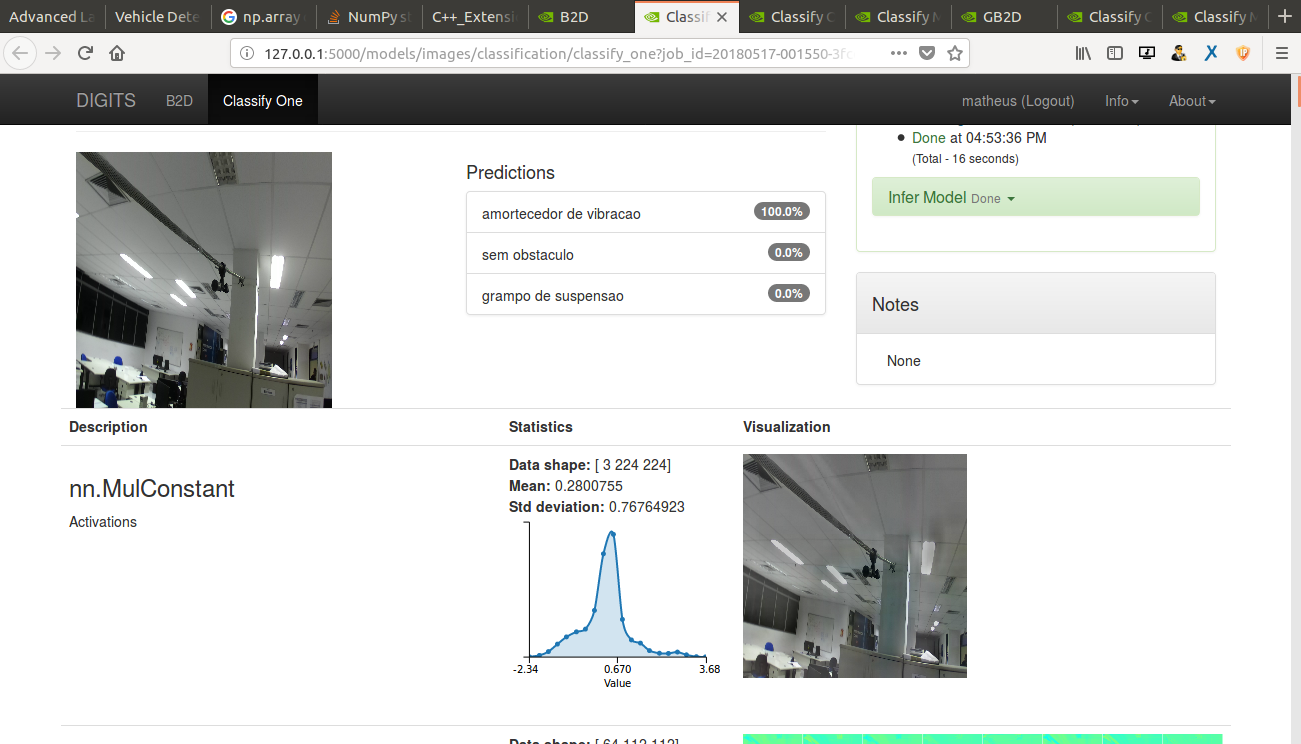 Advanced La
Vehicle Dete
np.array
NumPy st
C++_Extensi
B2D
Classif
Classify O
Classify M
GB2D
Classify O
Classify M
127.0.0.1:5000/models/images/classification/classify_one?job_id=20180517-001550-3fc
DIGITS B2D Classify One matheus (Logout) Info About
Done at 04:53:36 PM
(Total - 16 seconds)
Infer Model Done
Predictions
amortecedor de vibracao 100.0%
sem obstaculo 0.0%
grampo de suspensao 0.0%
Notes
None
Description Statistics Visualization
nn.MulConstant
Activations
Data shape: [ 3 224 224]
Mean: 0.2800755
Std deviation: 0.76764923
-2.34 0.670 3.68
Value
Data shape: [ 64 112 112]